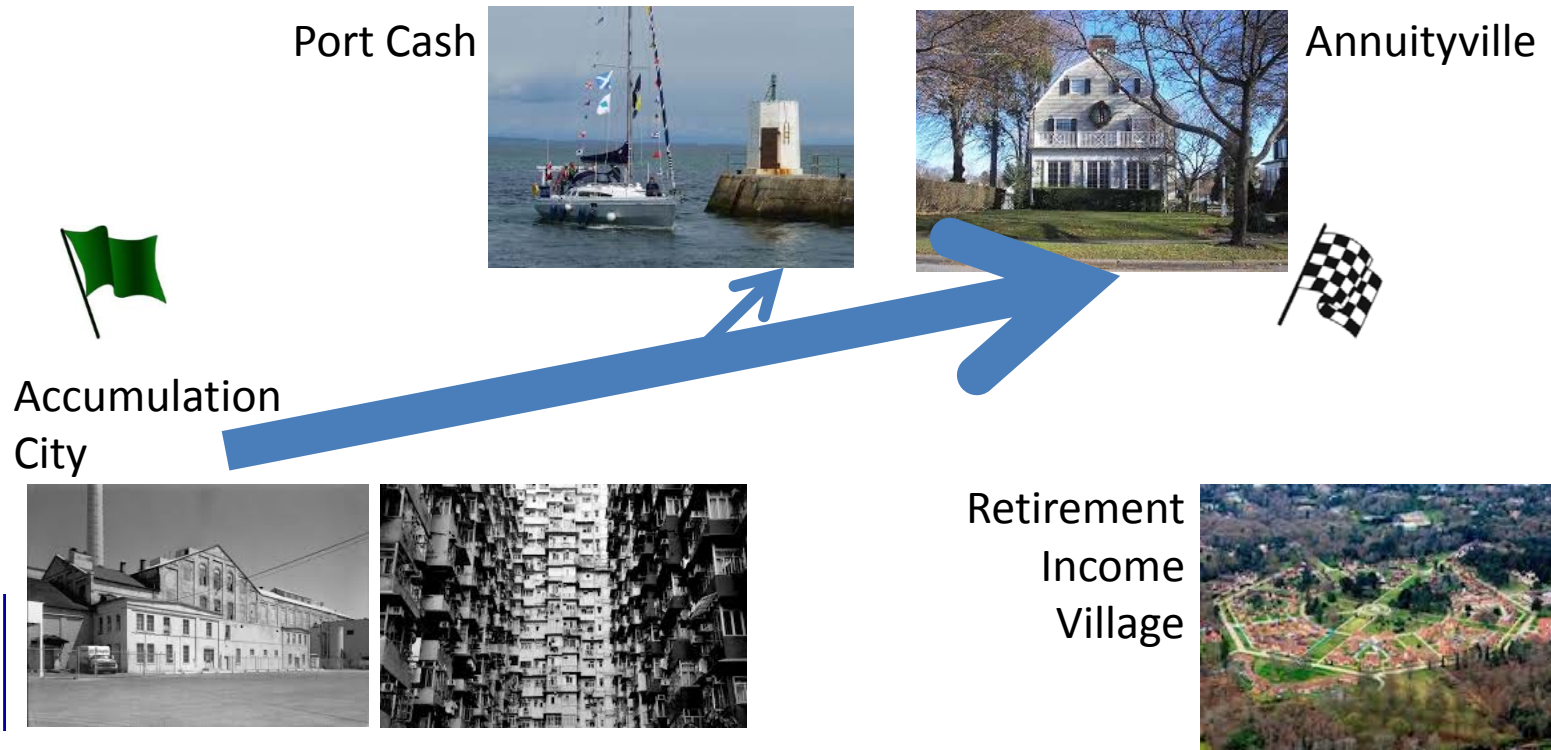 Port Cash
Annuityville
Accumulation
City
Retirement
Income
Village